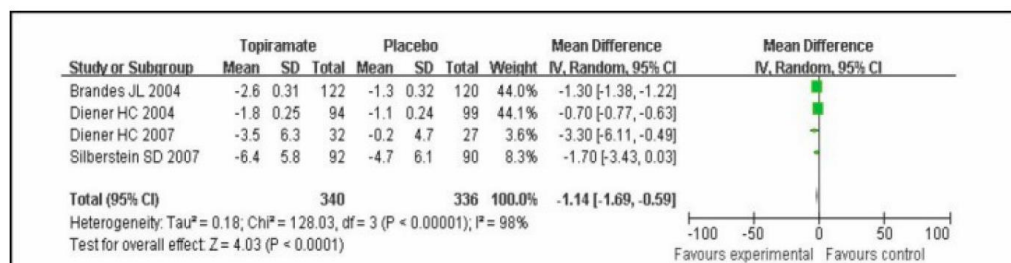 Topiramate Placebo Mean Difference Mean Difference
Study or Subgroup Mean SD Total Mean SD Total Weight IV, Random, 95% CI IV, Random, 95% CI
Brandes JL 2004 -2.6 0.31 122 -1.3 0.32 120 44.0% -1.30 [-1.38, -1.22]
Diener HC 2004 -1.8 0.25 94 -1.1 0.24 99 44.1% -0.70 [-0.77, -0.63]
Diener HC 2007 -3.5 6.3 32 -0.2 4.7 27 3.6% -3.30 [-6.11, -0.49]
Silberstein SD 2007 -6.4 5.8 92 -4.7 6.1 90 8.3% -1.70 [-3.43, 0.03]
Total (95% CI) 340 336 100.0% -1.14 [-1.69, -0.59]
Heterogeneity: Tau² = 0.18; Chi² = 128.03, df = 3 (P < 0.00001); I² = 98%
Test for overall effect: Z = 4.03 (P < 0.0001)
-100 -50 0 50 100
Favours experimental Favours control